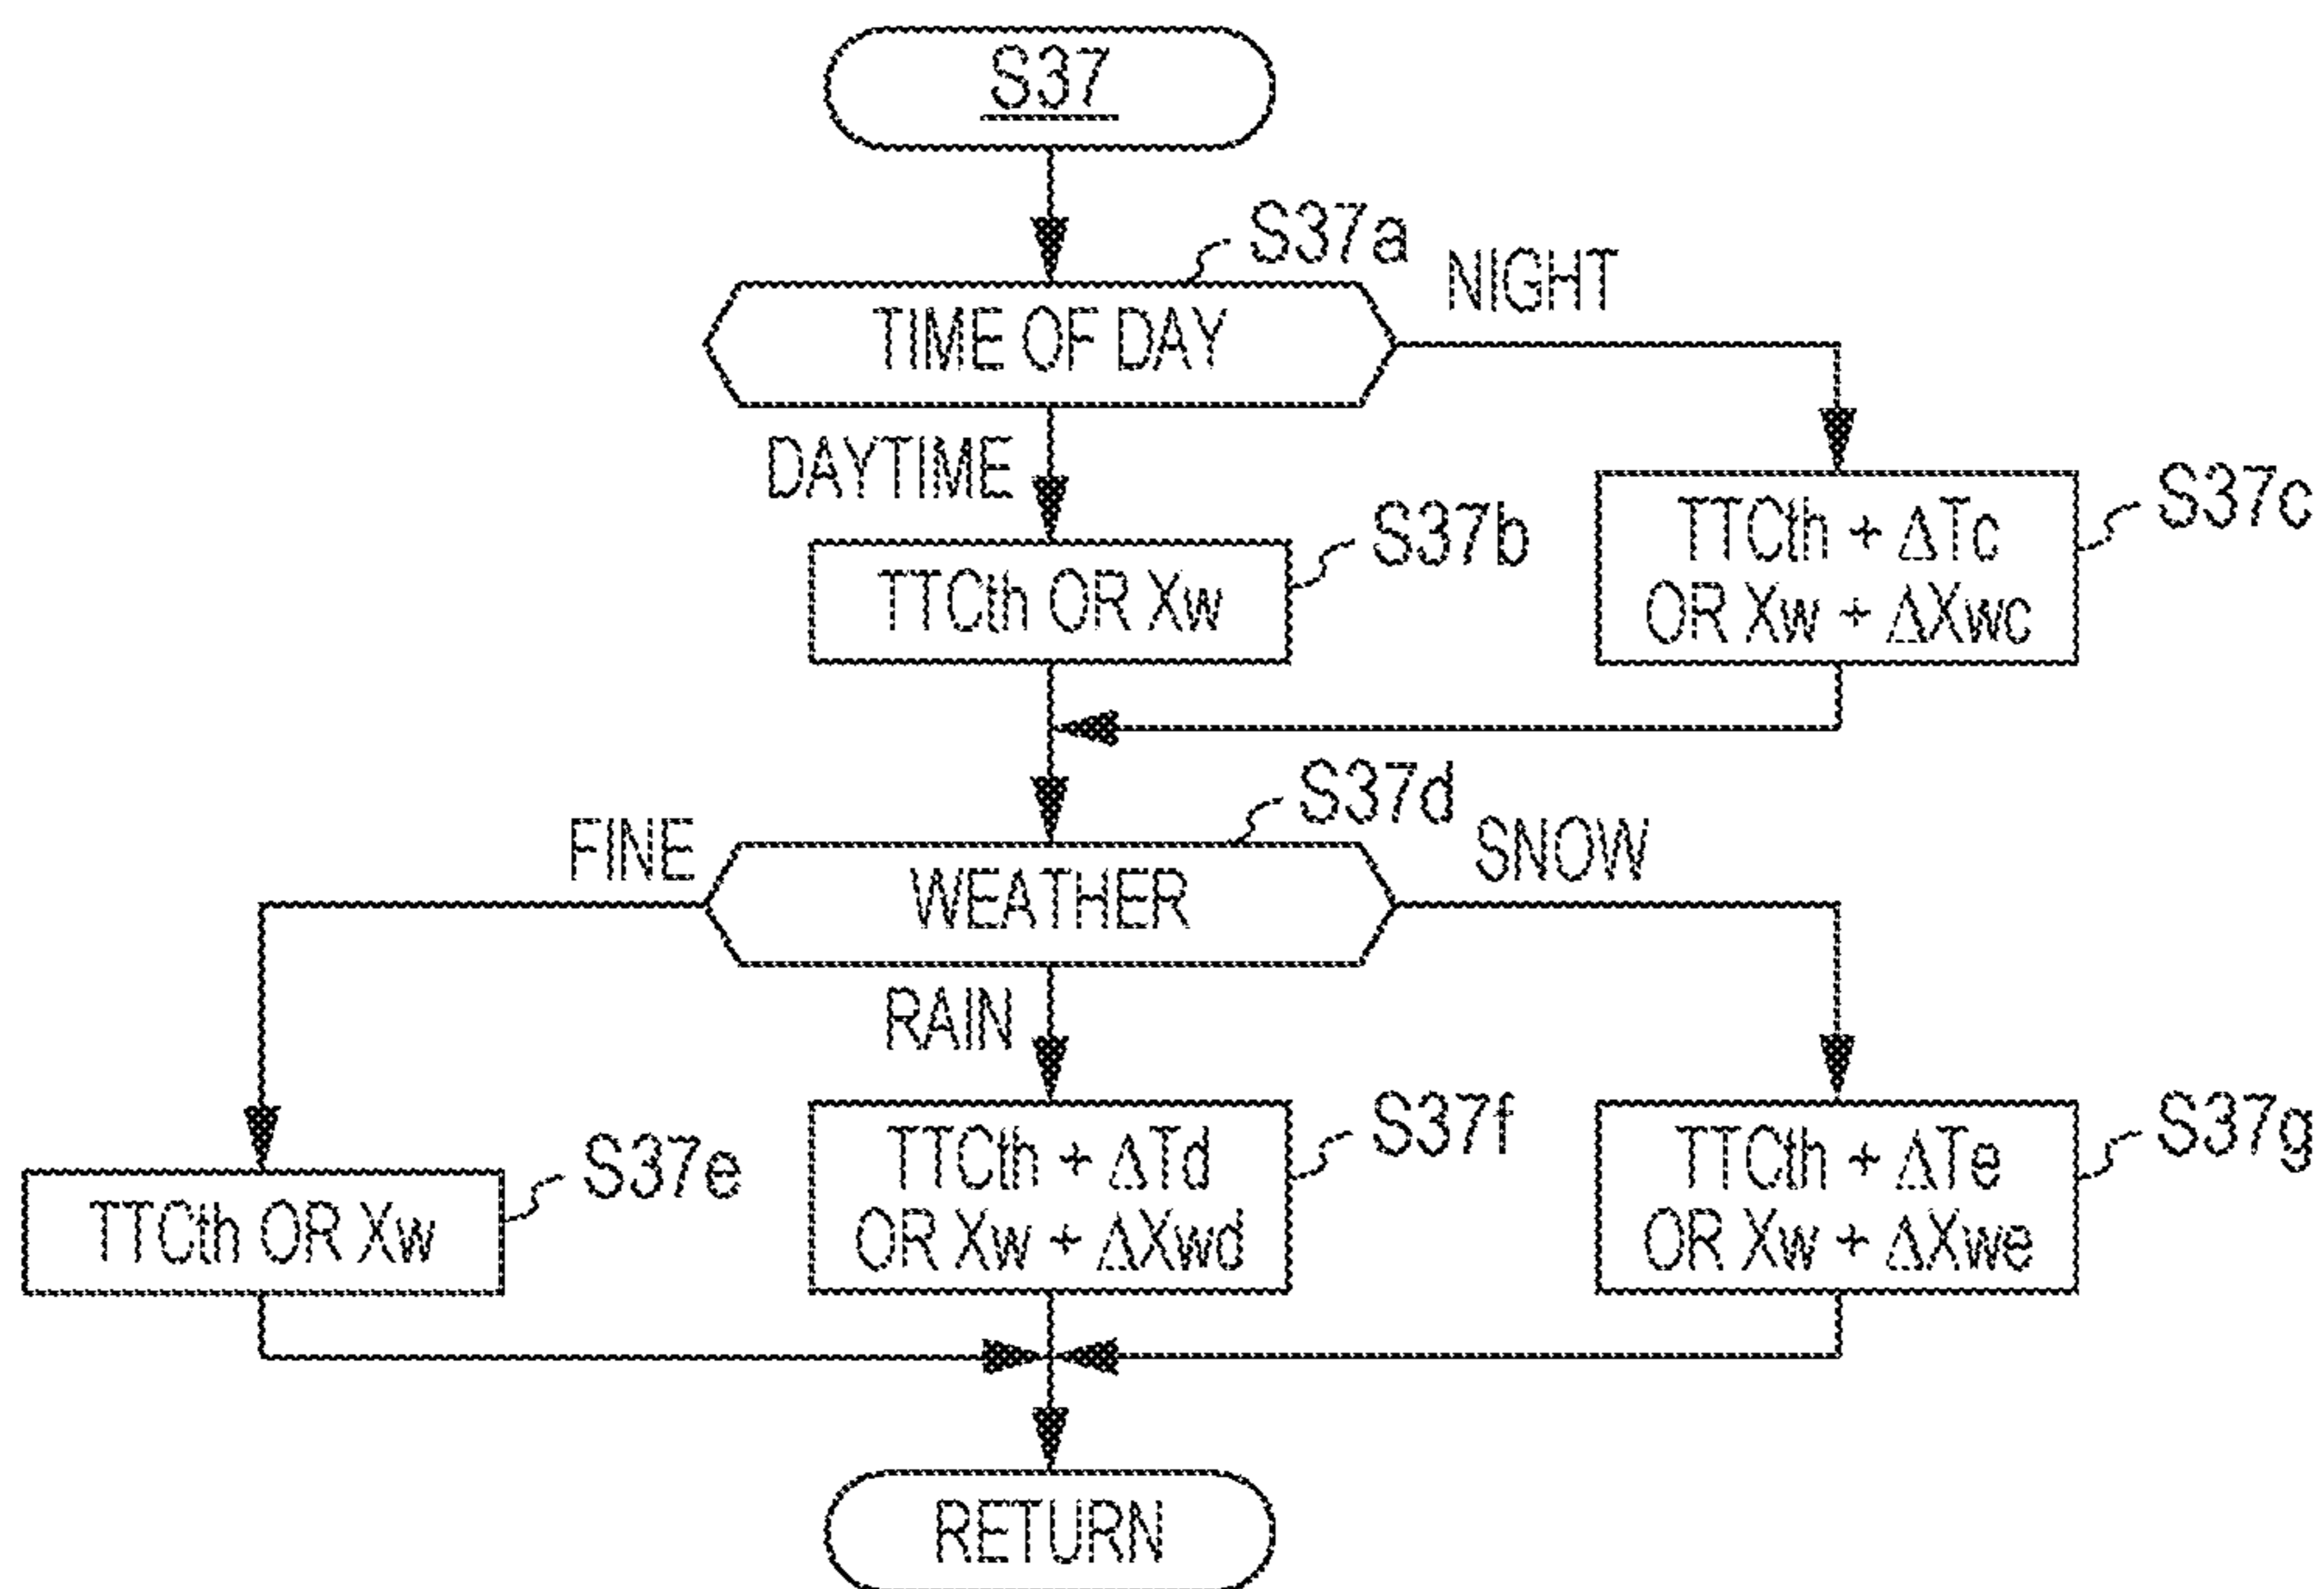 S37
S37a
NIGHT
TIME OF DAY
DAYTIME
S37b
S37c
TTCth OR Xw
TTCth + ΔTc
OR Xw + ΔXwc
S37d
FINE
SNOW
WEATHER
RAIN
S37e
S37f
S37g
TTCth OR Xw
TTCth + ΔTd
OR Xw + ΔXwd
TTCth + ΔTe
OR Xw + ΔXwe
RETURN